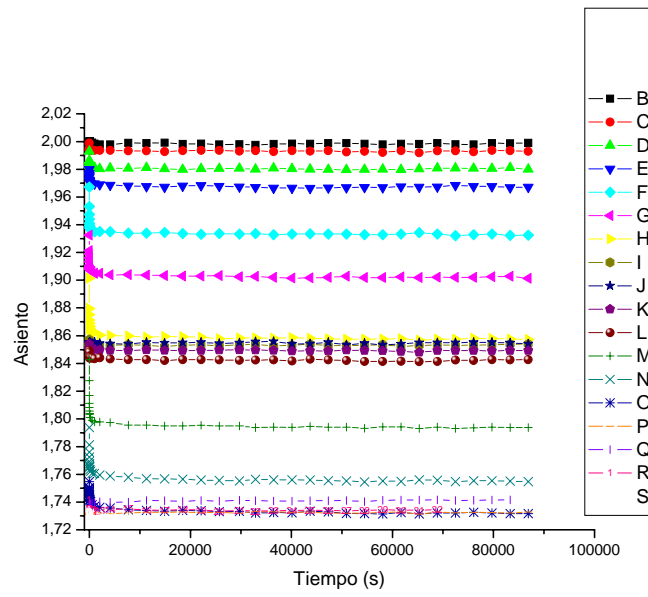 2,02
2,00
1,98
1,96
1,94
1,92
1,90
1,88
1,86
1,84
1,82
1,80
1,78
1,76
1,74
1,72
Asiento
0
20000
40000
60000
80000
100000
Tiempo (s)
B
C
D
E
F
G
H
I
J
K
L
M
N
O
P
Q
R
S